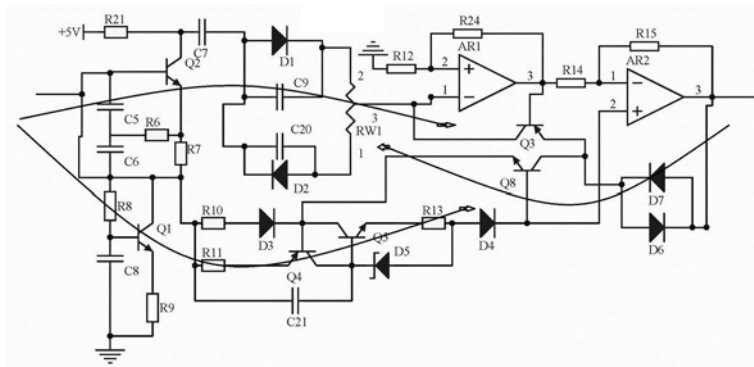 +5V
R21
C7
Q2
D1
C9
C5
R6
C6
R7
C20
D2
2
3
RW1
1
R12
R24
AR1
2
1
3
R14
R15
AR2
1
2
3
Q3
Q8
D7
D6
R8
Q1
C8
R9
R10
D3
R11
Q4
Q5
R13
D4
D5
C21